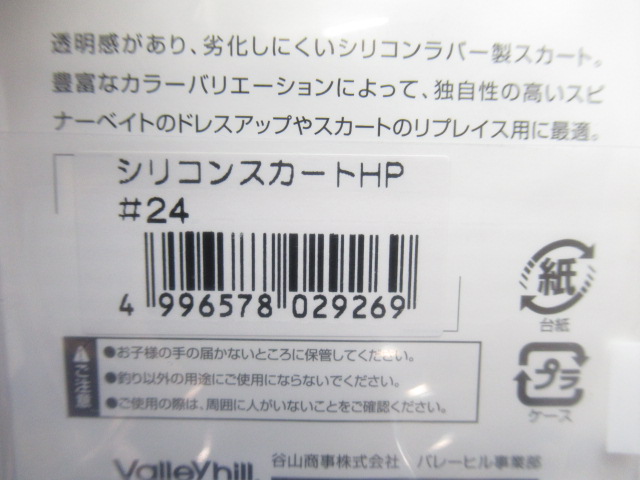 透明感があり、劣化しにくいシリコンラバー製スカート。
豊富なカラーバリエーションによって、独自性の高いスピ
ナーベイトのドレスアップやスカートのリプレイス用に最適。
シリコンスカートHP
#24
4 996578 029269
紙
台紙
プラ
ケース
ご注意
●お子様の手の届かないところに保管してください。
●釣り以外の用途にご使用にならないでください。
●ご使用の際は、周囲に人がいないことをご確認ください。
Valleyhill
谷山商事株式会社 バレーヒル事業部